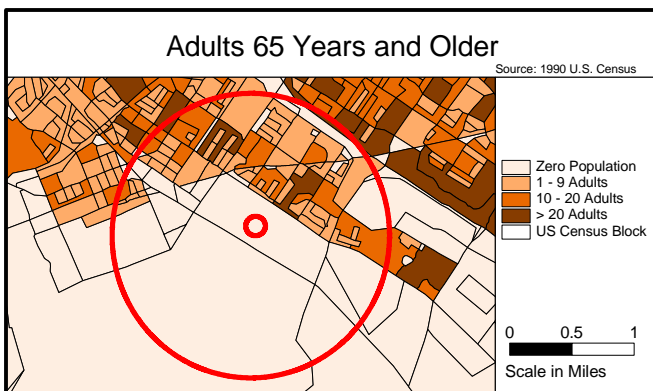 Adults 65 Years and Older
Source: 1990 U.S. Census
Zero Population
1 - 9 Adults
10 - 20 Adults
> 20 Adults
US Census Block
0 0.5 1
Scale in Miles